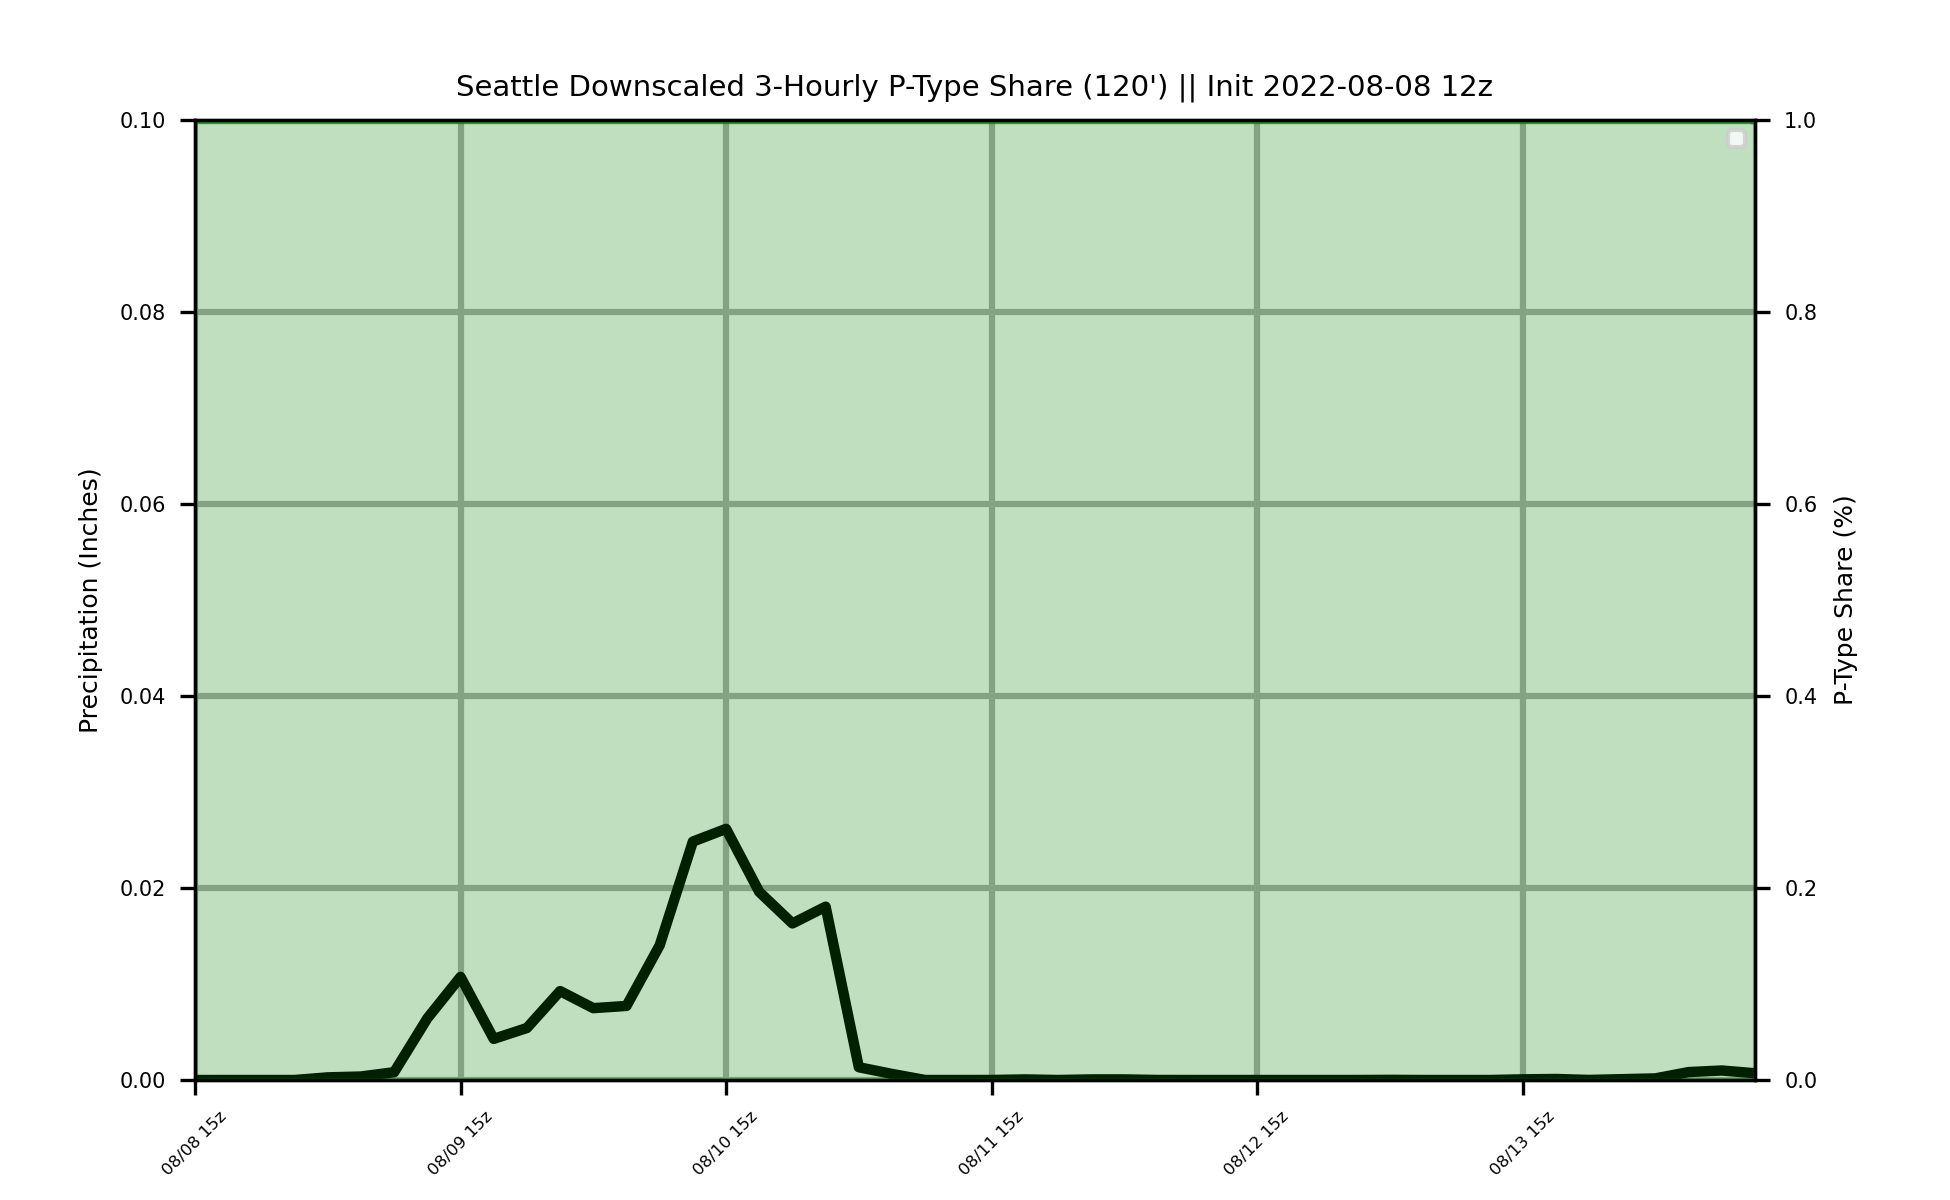 Seattle Downscaled 3-Hourly P-Type Share (120') || Init 2022-08-08 12z
Precipitation (Inches)
0.10
0.08
0.06
0.04
0.02
0.00
1.0
0.8
0.6
0.4
0.2
0.0
P-Type Share (%)
08/08 15z
08/09 15z
08/10 15z
08/11 15z
08/12 15z
08/13 15z